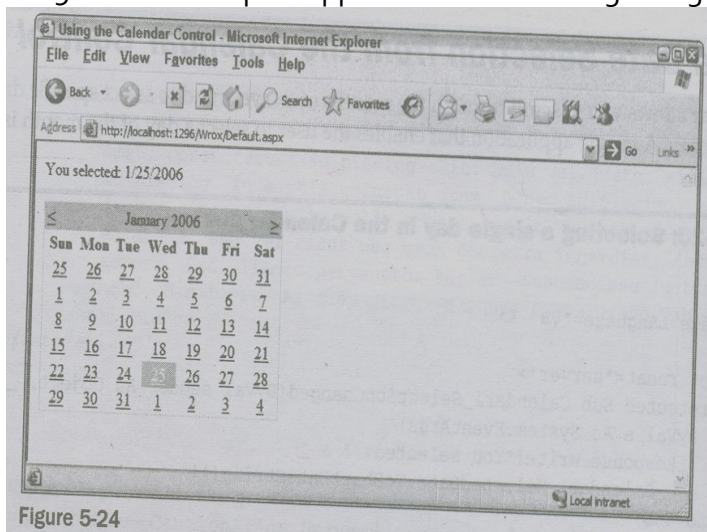 Using the Calendar Control - Microsoft Internet Explorer
File Edit View Favorites Tools Help
Back Search Favorites
Address http://localhost:1296/Wrox/Default.aspx Go Links »
You selected: 1/25/2006
< January 2006 >
Sun Mon Tue Wed Thu Fri Sat
25 26 27 28 29 30 31
1 2 3 4 5 6 7
8 9 10 11 12 13 14
15 16 17 18 19 20 21
22 23 24 25 26 27 28
29 30 31 1 2 3 4
Local intranet
Figure 5-24